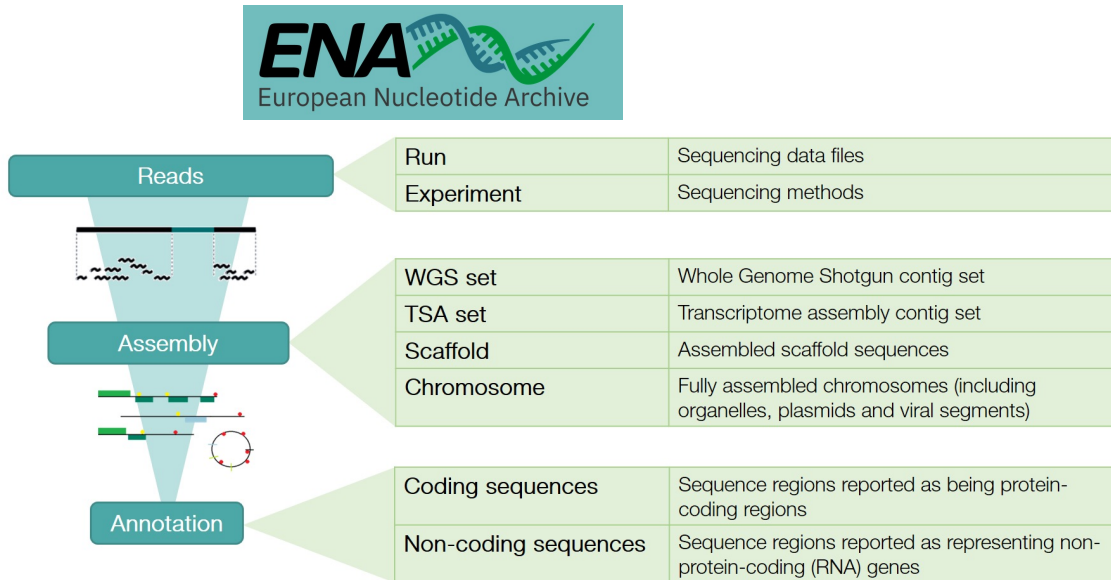 ENA
European Nucleotide Archive
Reads
Run
Sequencing data files
Experiment
Sequencing methods
Assembly
WGS set
Whole Genome Shotgun contig set
TSA set
Transcriptome assembly contig set
Scaffold
Assembled scaffold sequences
Chromosome
Fully assembled chromosomes (including
organelles, plasmids and viral segments)
Annotation
Coding sequences
Sequence regions reported as being protein-
coding regions
Non-coding sequences
Sequence regions reported as representing non-
protein-coding (RNA) genes